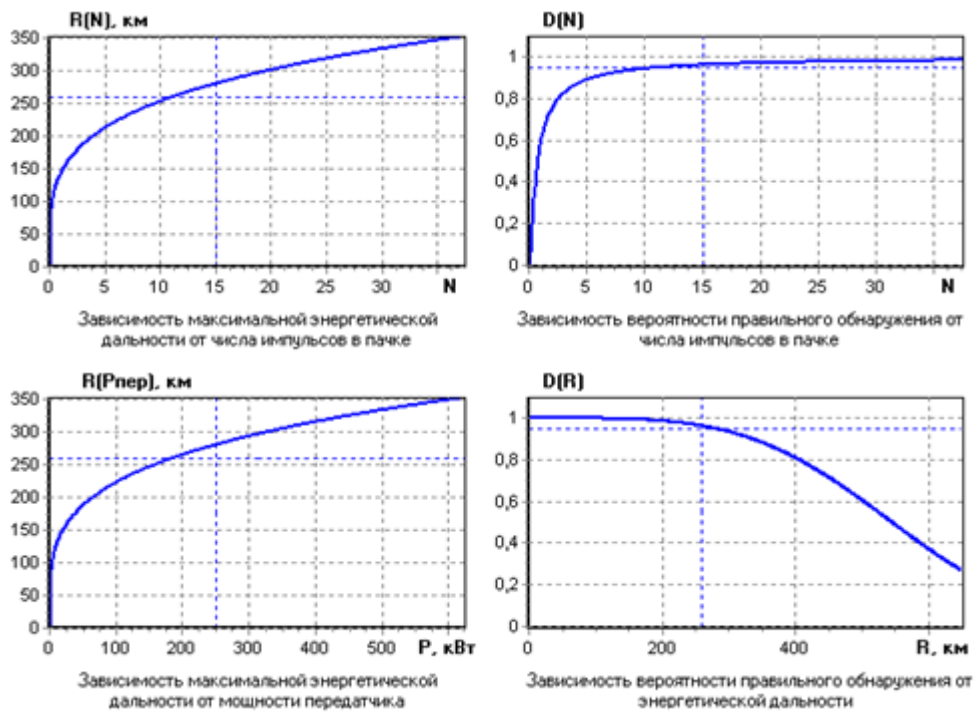 R(N), км
350
300
250
200
150
100
50
0
0 5 10 15 20 25 30 N
Зависимость максимальной энергетической
дальности от числа импульсов в пачке
D(N)
1
0,8
0,6
0,4
0,2
0
0 5 10 15 20 25 30 N
Зависимость вероятности правильного обнаружения от
числа импульсов в пачке
R(Pпер), км
350
300
250
200
150
100
50
0
0 100 200 300 400 500 P, кВт
Зависимость максимальной энергетической
дальности от мощности передатчика
D(R)
1
0,8
0,6
0,4
0,2
0
0 200 400 R, км
Зависимость вероятности правильного обнаружения от
энергетической дальности